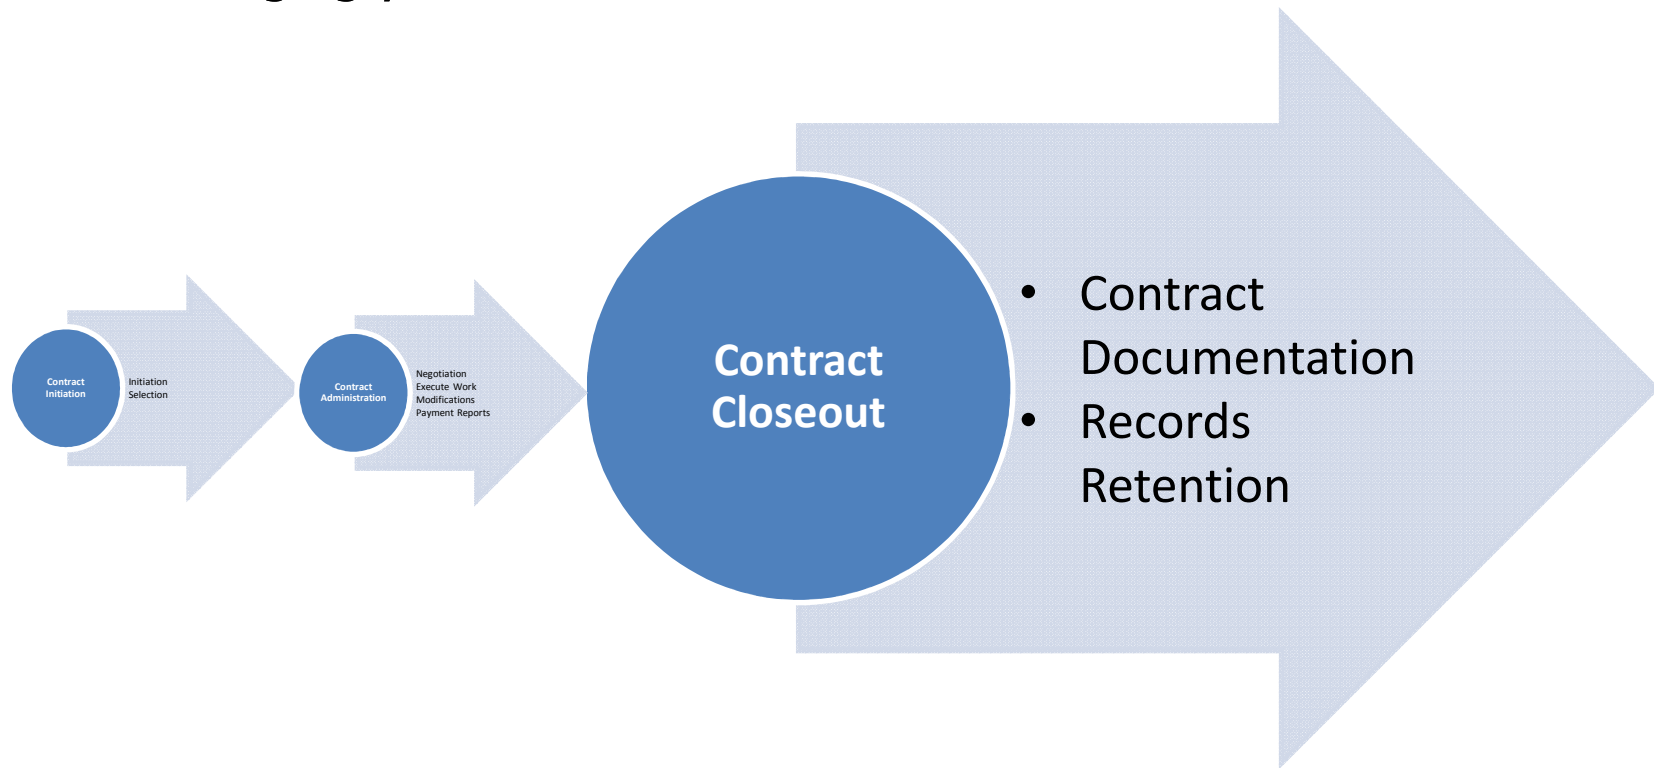 Contract
Initiation
Initiation
Selection
Contract
Administration
Negotiation
Execute Work
Modifications
Payment Reports
Contract
Closeout
• Contract
Documentation
• Records
Retention